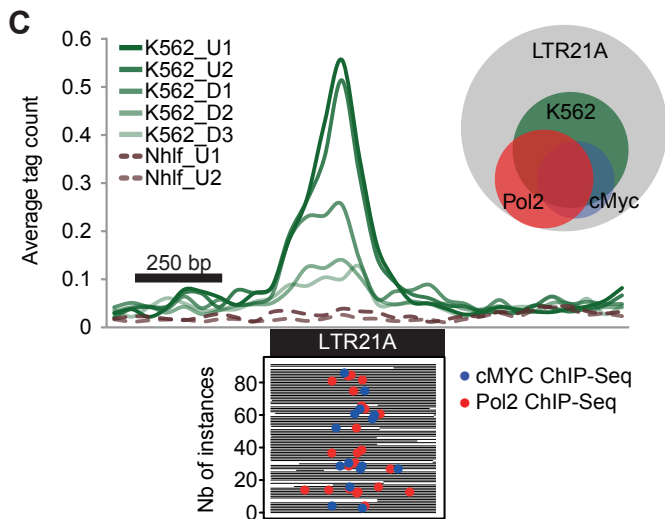 C
Average tag count
0.6
0.5
0.4
0.3
0.2
0.1
0
K562_U1
K562_U2
K562_D1
K562_D2
K562_D3
Nhlf_U1
Nhlf_U2
250 bp
LTR21A
K562
Pol2
cMyc
LTR21A
Nb of instances
80
60
40
20
0
cMYC ChIP-Seq
Pol2 ChIP-Seq